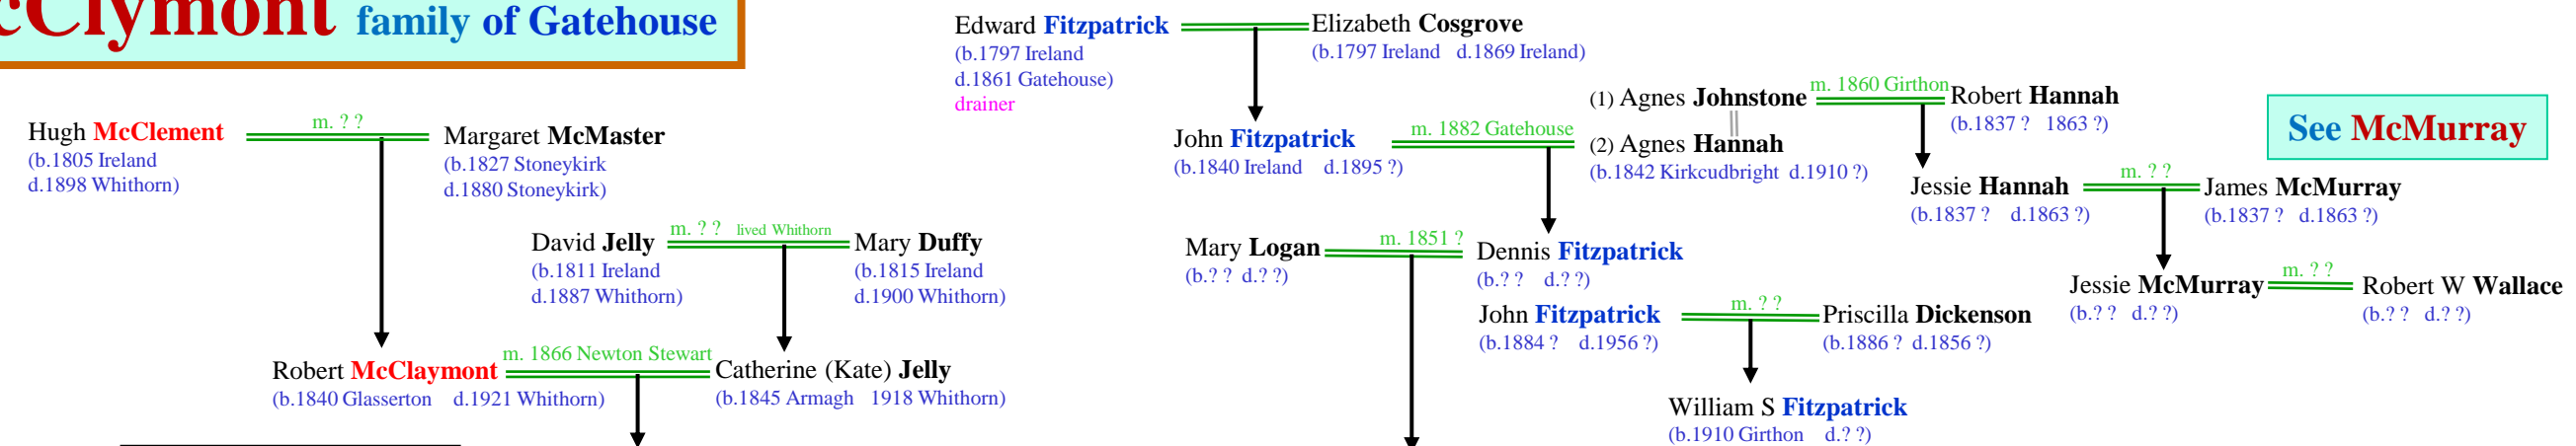 cClymont family of Gatehouse
Edward Fitzpatrick
(b.1797 Ireland
d.1861 Gatehouse)
drainer
Elizabeth Cosgrove
(b.1797 Ireland d.1869 Ireland)
Hugh McClement
(b.1805 Ireland
d.1898 Whithorn)
m. ? ?
Margaret McMaster
(b.1827 Stoneykirk
d.1880 Stoneykirk)
John Fitzpatrick
(b.1840 Ireland d.1895 ?)
m. 1882 Gatehouse
(1) Agnes Johnstone
(2) Agnes Hannah
(b.1842 Kirkcudbright d.1910 ?)
m. 1860 Girthon
Robert Hannah
(b.1837 ? 1863 ?)
See McMurray
Jessie Hannah
(b.1837 ? d.1863 ?)
m. ? ?
James McMurray
(b.1837 ? d.1863 ?)
David Jelly
(b.1811 Ireland
d.1887 Whithorn)
m. ? ? lived Whithorn
Mary Duffy
(b.1815 Ireland
d.1900 Whithorn)
Mary Logan
(b.? ? d.? ?)
m. 1851 ?
Dennis Fitzpatrick
(b.? ? d.? ?)
Jessie McMurray
(b.? ? d.? ?)
m. ? ?
Robert W Wallace
(b.? ? d.? ?)
John Fitzpatrick
(b.1884 ? d.1956 ?)
m. ? ?
Priscilla Dickenson
(b.1886 ? d.1856 ?)
Robert McClaymont
(b.1840 Glasserton d.1921 Whithorn)
m. 1866 Newton Stewart
Catherine (Kate) Jelly
(b.1845 Armagh 1918 Whithorn)
William S Fitzpatrick
(b.1910 Girthon d.? ?)